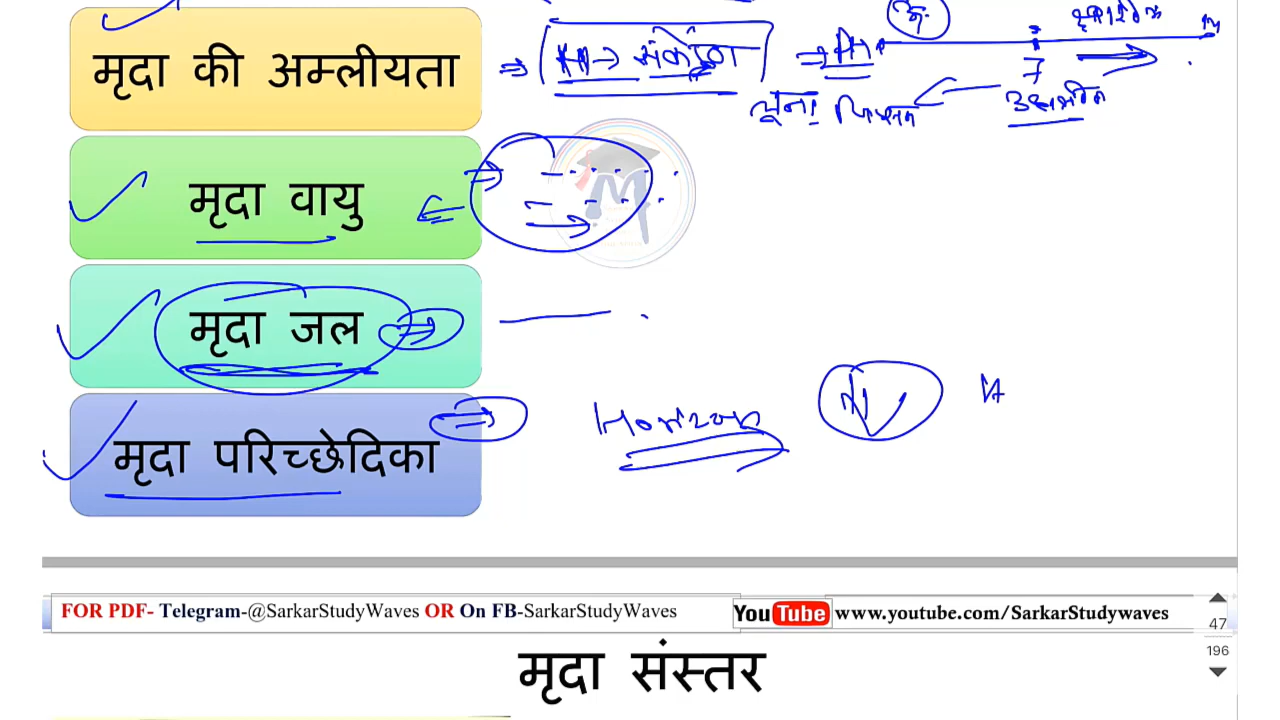 मृदा की अम्लीयता
7
चूना
मृदा वायु
मृदा जल
Horizon
मृदा परिच्छेदिका
FOR PDF- Telegram-@SarkarStudyWaves OR On FB-SarkarStudyWaves
YouTube www.youtube.com/SarkarStudywaves
47
196
मृदा संस्तर